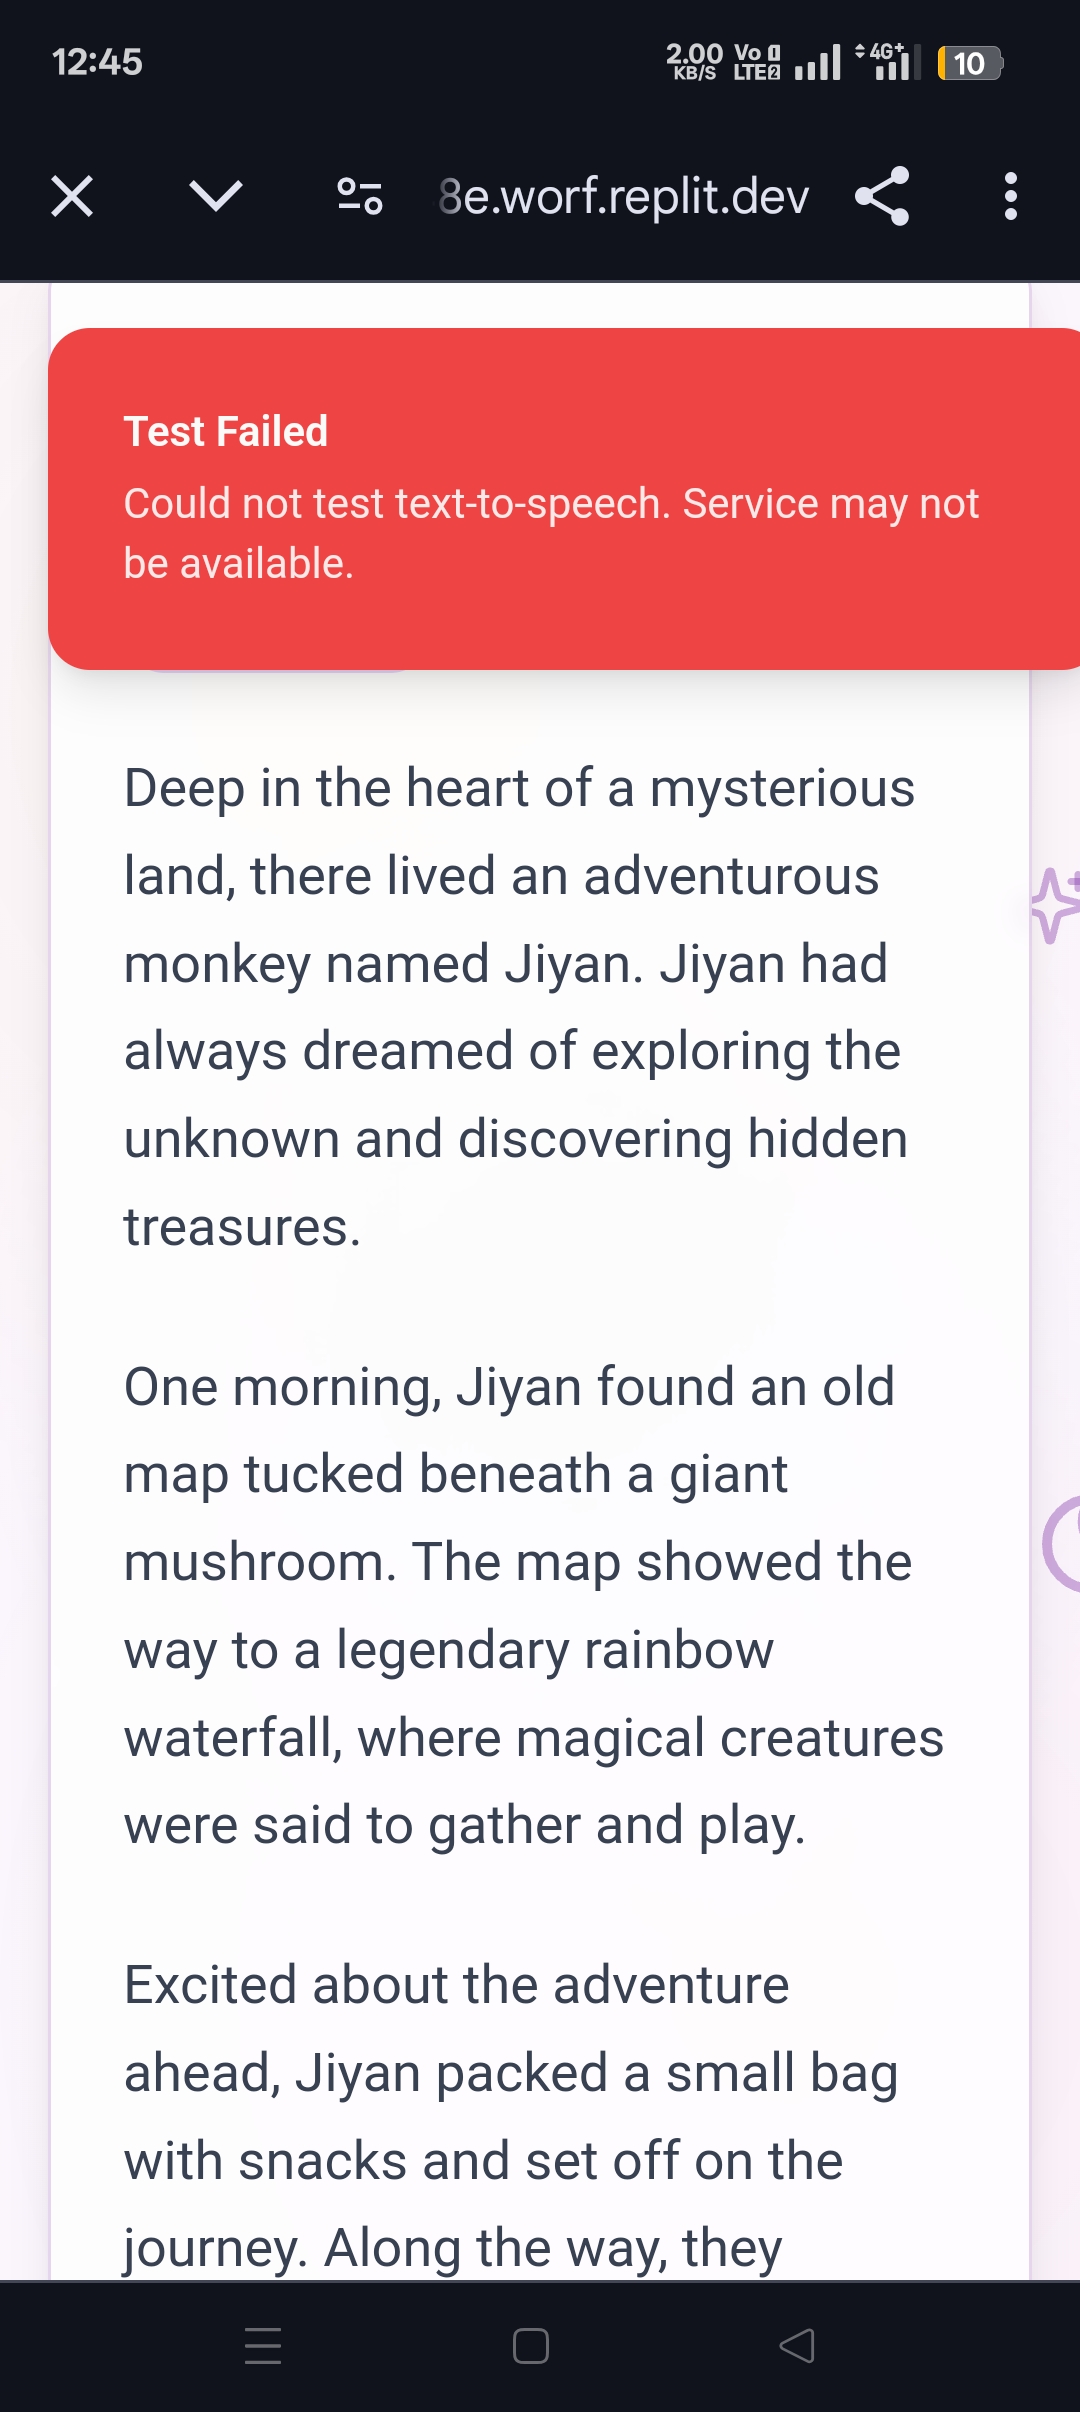 12:45
2.00 KB/S Vo LTE 1 2 4G+ 10
8e.worf.replit.dev
Test Failed
Could not test text-to-speech. Service may not
be available.
Deep in the heart of a mysterious
land, there lived an adventurous
monkey named Jiyan. Jiyan had
always dreamed of exploring the
unknown and discovering hidden
treasures.
One morning, Jiyan found an old
map tucked beneath a giant
mushroom. The map showed the
way to a legendary rainbow
waterfall, where magical creatures
were said to gather and play.
Excited about the adventure
ahead, Jiyan packed a small bag
with snacks and set off on the
journey. Along the way, they